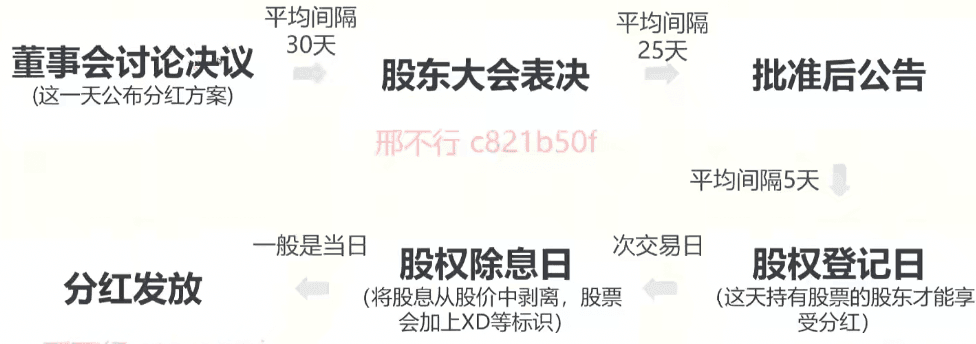 平均间隔
30天
平均间隔
25天
董事会讨论决议
(这一天公布分红方案)
股东大会表决
批准后公告
邢不行 c821b50f
平均间隔5天
一般是当日
次交易日
分红发放
股权除息日
(将股息从股价中剥离，股票
会加上XD等标识)
股权登记日
(这天持有股票的股东才能享
受分红)